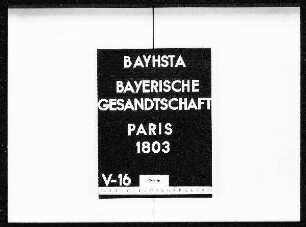 BAYHSTA
BAYERISCHE
GESANDTSCHAFT
PARIS
1803
V-16